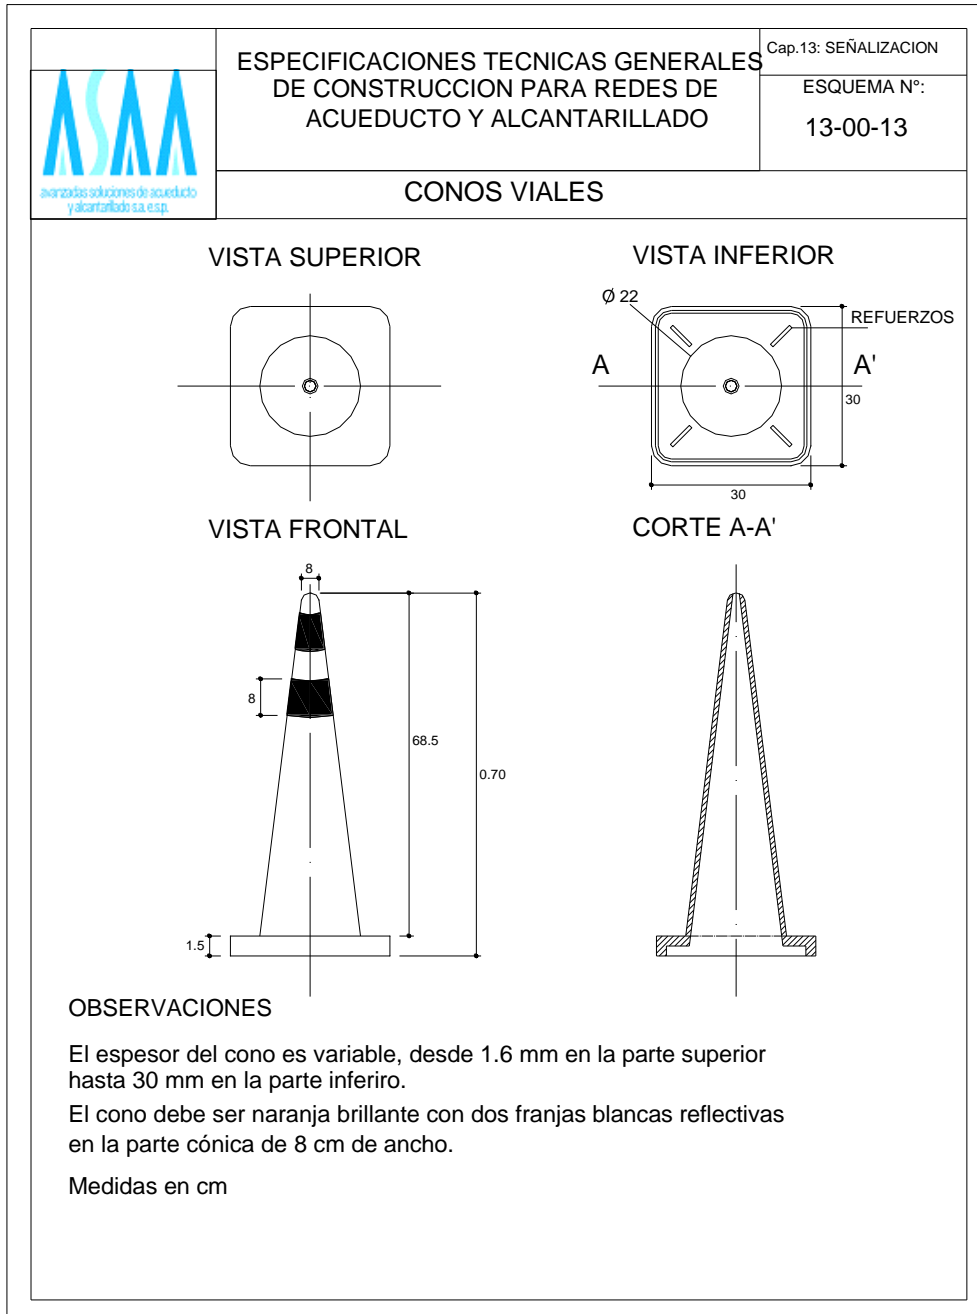 ESPECIFICACIONES TECNICAS GENERALES
DE CONSTRUCCION PARA REDES DE
ACUEDUCTO Y ALCANTARILLADO
Cap.13: SEÑALIZACION
ESQUEMA N°:
13-00-13
ASAA
avanzadas soluciones de acueducto
y alcantarillado s.a. e.s.p.
CONOS VIALES
VISTA SUPERIOR
VISTA INFERIOR
Ø 22
REFUERZOS
A
A'
30
30
VISTA FRONTAL
CORTE A-A'
8
8
68.5
0.70
1.5
OBSERVACIONES
El espesor del cono es variable, desde 1.6 mm en la parte superior
hasta 30 mm en la parte inferiro.
El cono debe ser naranja brillante con dos franjas blancas reflectivas
en la parte cónica de 8 cm de ancho.
Medidas en cm